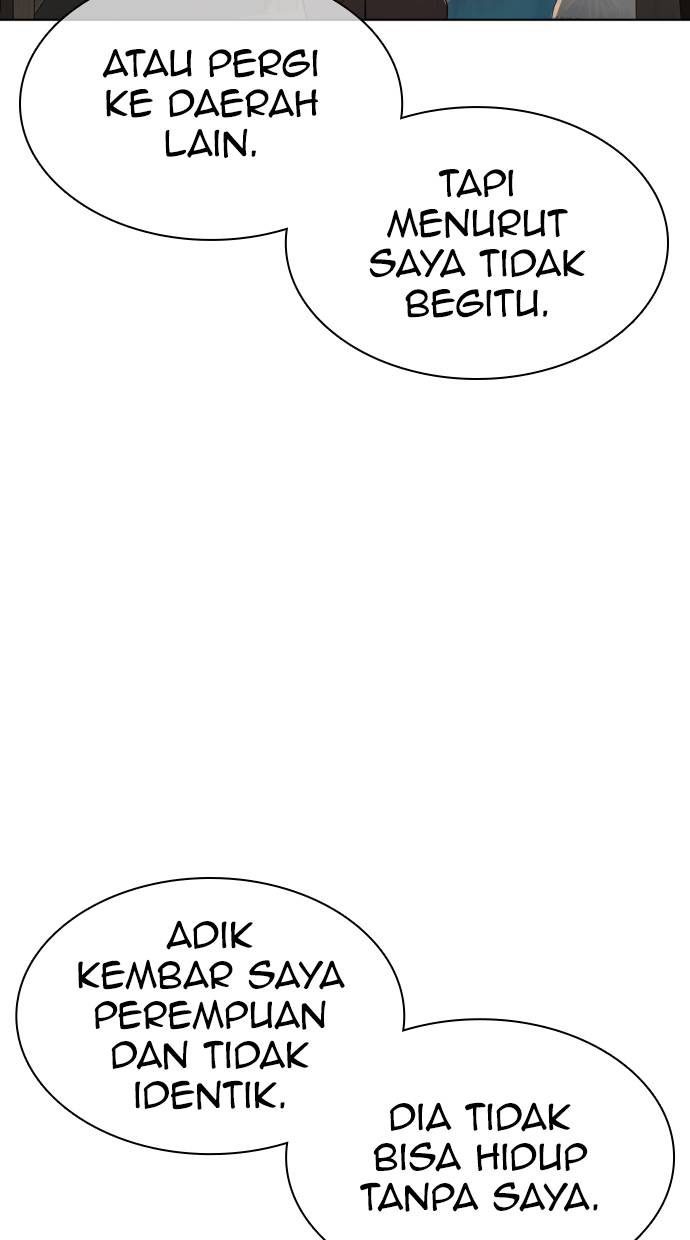 ATAU PERGI
KE DAERAH
LAIN.
TAPI
MENURUT
SAYA TIDAK
BEGITU.
ADIK
KEMBAR SAYA
PEREMPUAN
DAN TIDAK
IDENTIK.
DIA TIDAK
BISA HIDUP
TANPA SAYA.